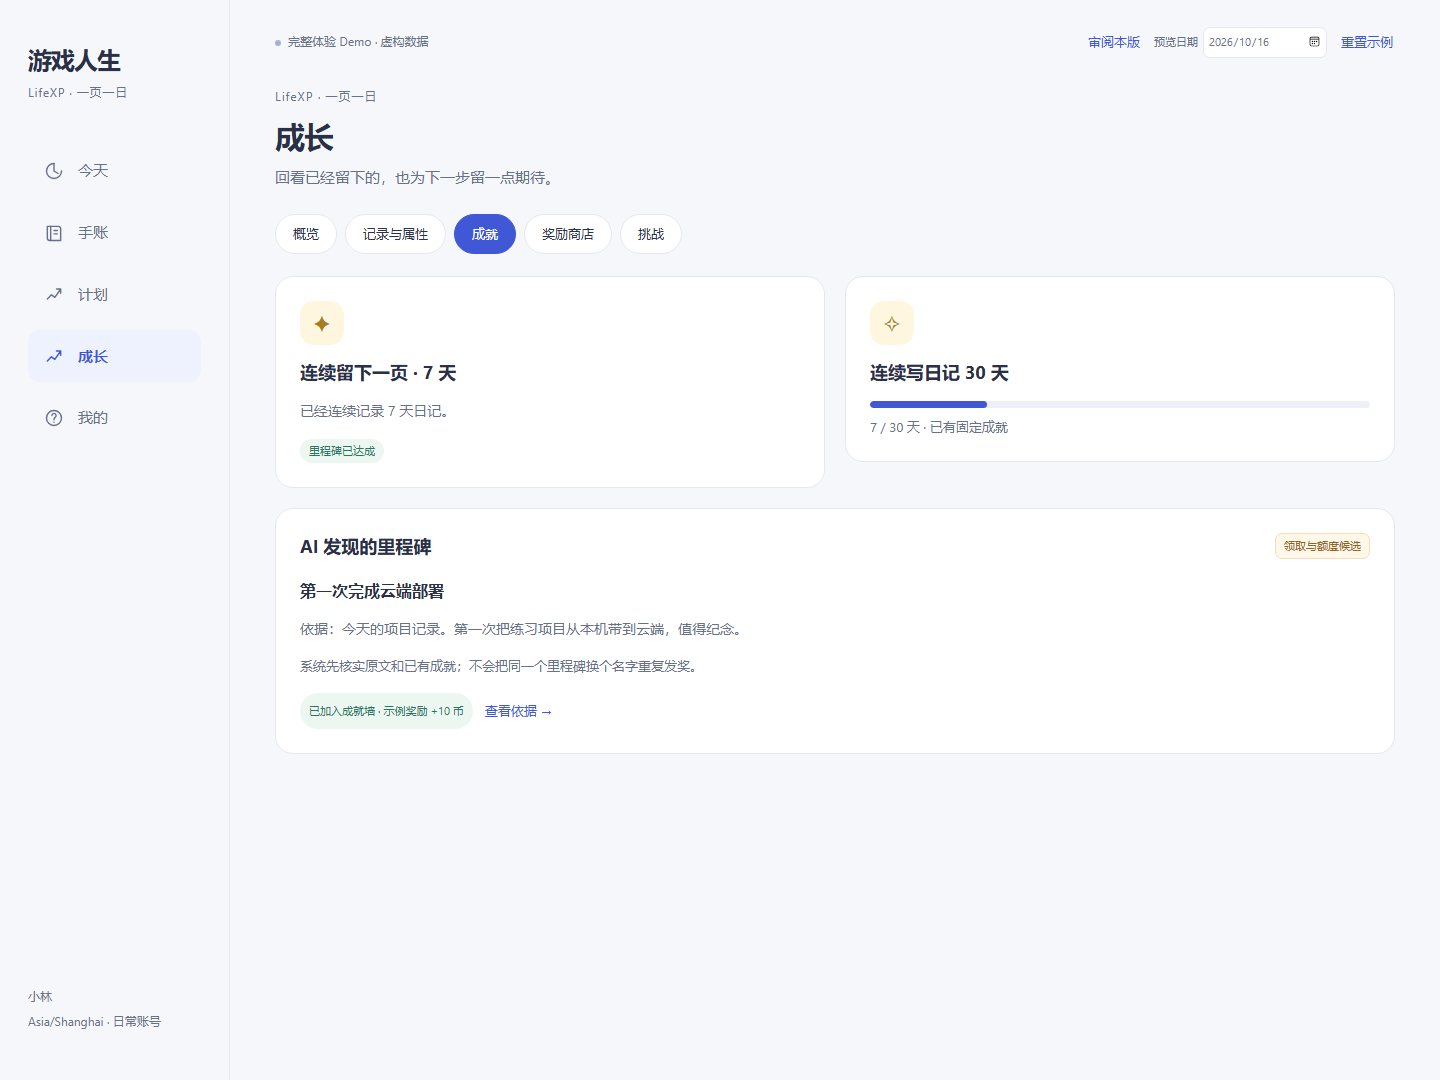 游戏人生
LifeXP · 一页一日
今天
手账
计划
成长
我的
小林
Asia/Shanghai · 日常账号
完整体验 Demo · 虚构数据
审阅本版
预览日期
2026/10/16
重置示例
LifeXP · 一页一日
成长
回看已经留下的，也为下一步留一点期待。
概览
记录与属性
成就
奖励商店
挑战
连续留下一页 · 7 天
已经连续记录 7 天日记。
里程碑已达成
连续写日记 30 天
7 / 30 天 · 已有固定成就
AI 发现的里程碑
领取与额度候选
第一次完成云端部署
依据：今天的项目记录。第一次把练习项目从本机带到云端，值得纪念。
系统先核实原文和已有成就；不会把同一个里程碑换个名字重复发奖。
已加入成就墙 · 示例奖励 +10 币
查看依据 →